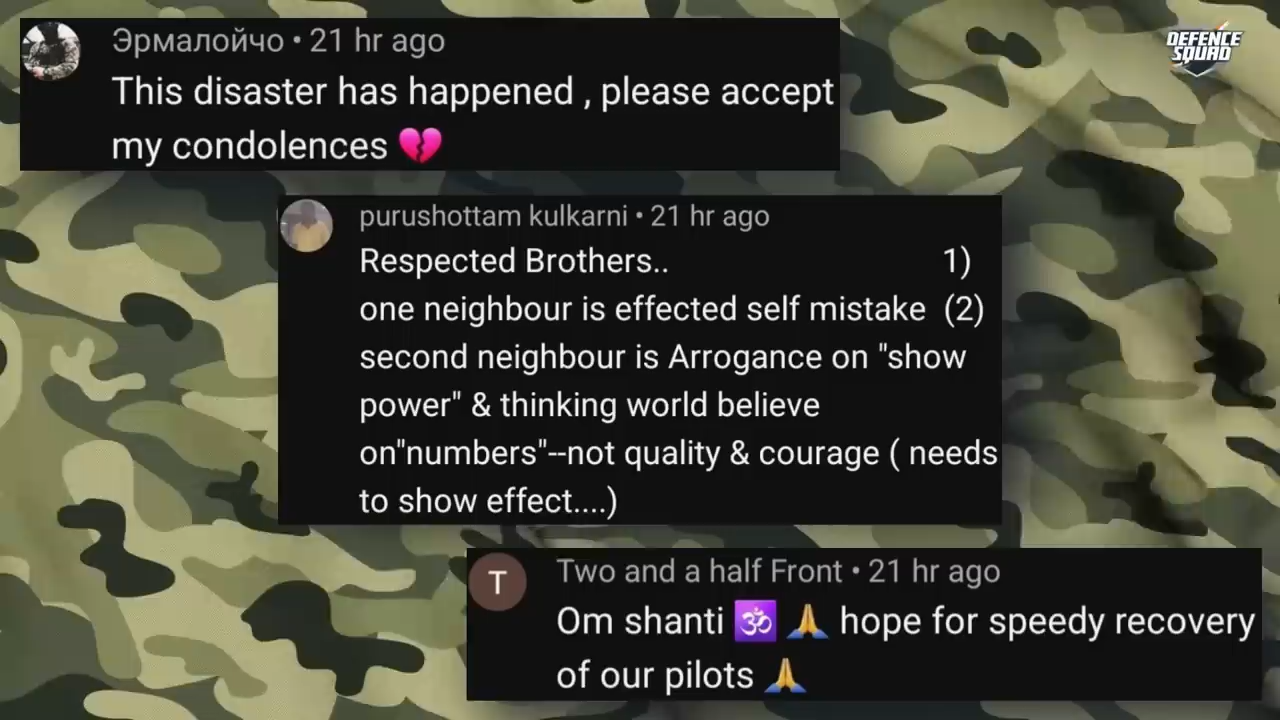 Эрмалойчо • 21 hr ago
This disaster has happened , please accept
my condolences 💔
DEFENCE
SQUAD
purushottam kulkarni • 21 hr ago
Respected Brothers.. 1)
one neighbour is effected self mistake (2)
second neighbour is Arrogance on "show
power" & thinking world believe
on"numbers"--not quality & courage ( needs
to show effect....)
T
Two and a half Front • 21 hr ago
Om shanti 🕉 🙏 hope for speedy recovery
of our pilots 🙏